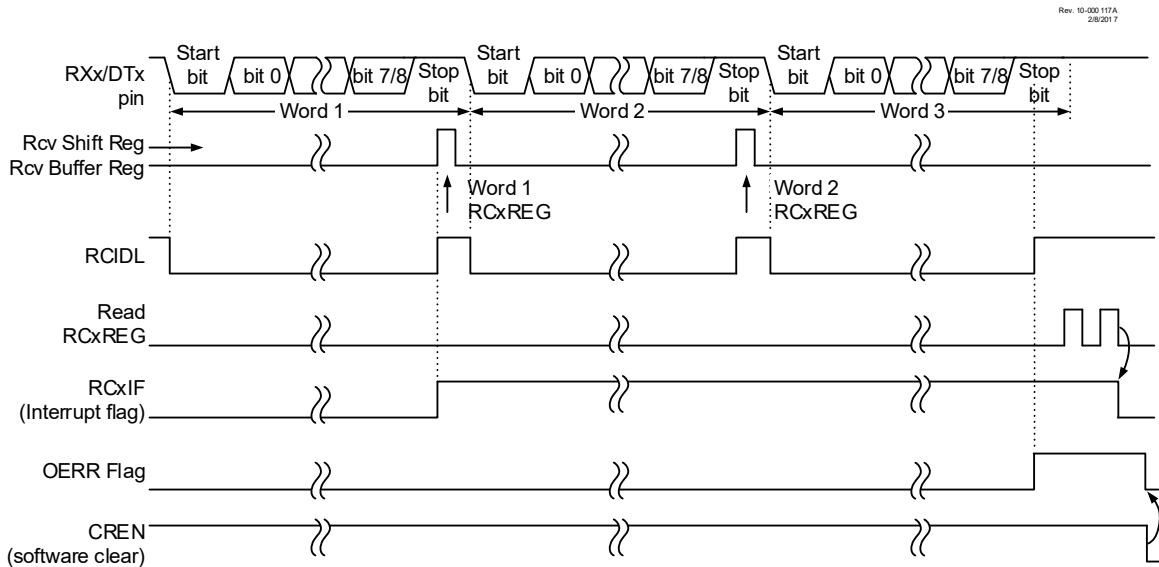 Rev. 10-000 117A
2/8/201 7
Start
bit
bit 0
bit 7/8
Stop
bit
Start
bit
bit 0
bit 7/8
Stop
bit
Start
bit
bit 0
bit 7/8
Stop
bit
RXx/DTx
pin
Word 1
Word 2
Word 3
Rcv Shift Reg
Rcv Buffer Reg
Word 1
RCxREG
Word 2
RCxREG
RCIDL
Read
RCxREG
RCxIF
(Interrupt flag)
OERR Flag
CREN
(software clear)